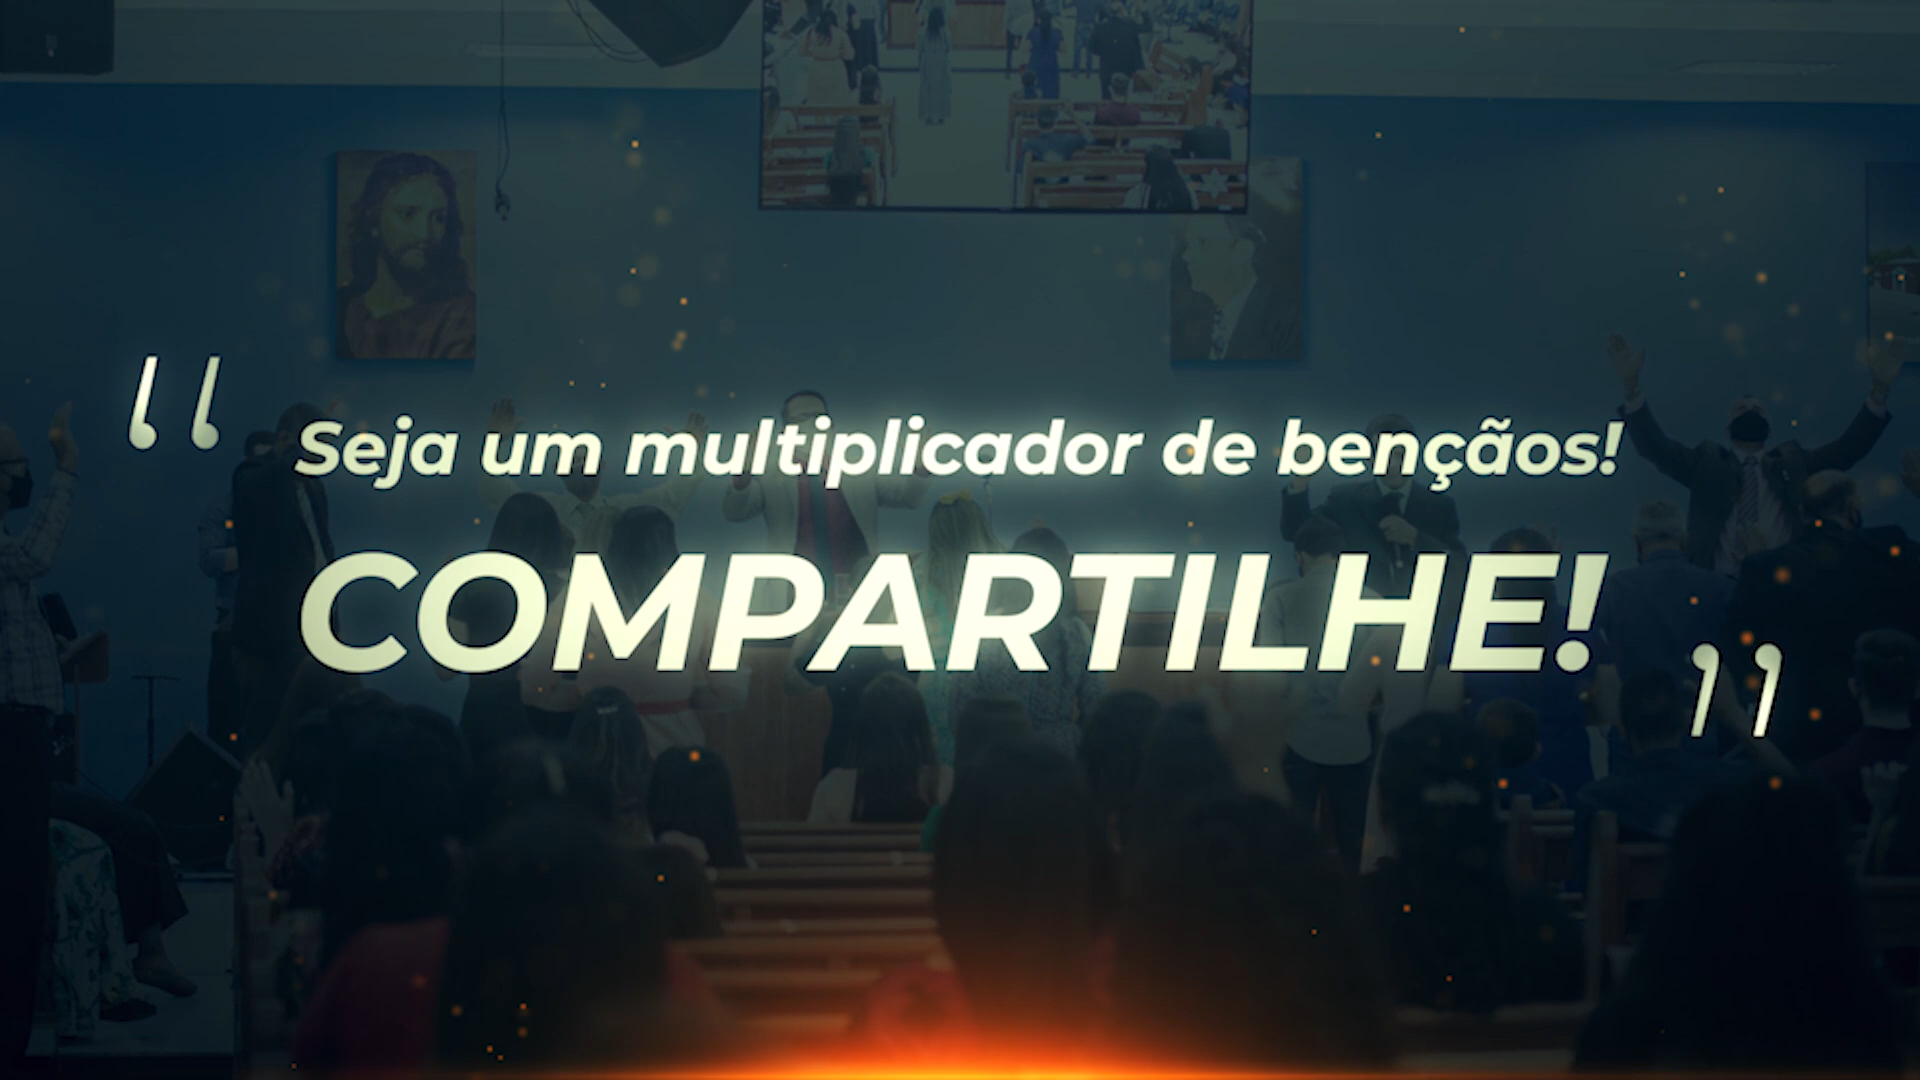 “
Seja um multiplicador de bençãos!
COMPARTILHE!
”